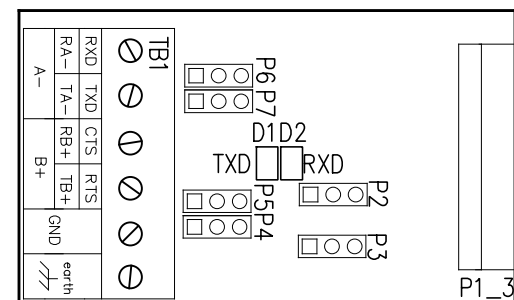 A- RA- RXD
TA- TXD
B+ RB+ CTS
TB+ RTS
GND
earth
TB1
P6
P7
D1 D2
TXD RXD
P5
P4
P2
P3
P1_3